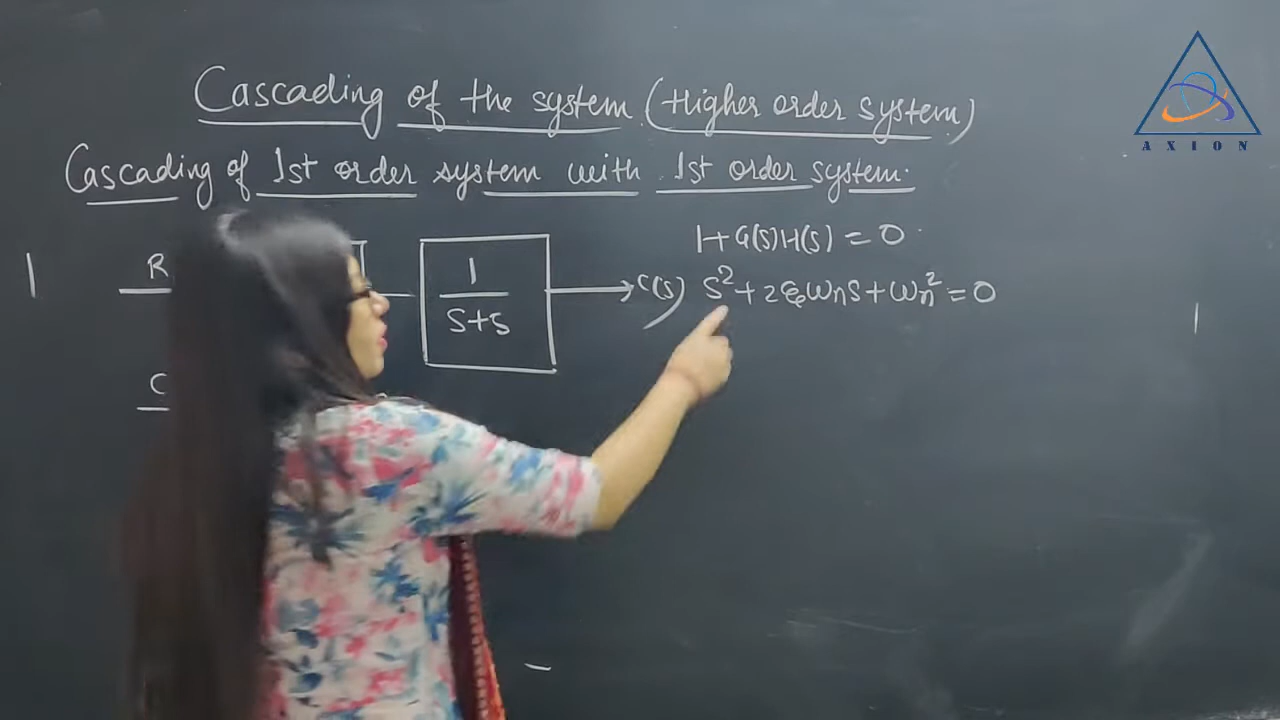 AXION
Cascading of the system (Higher order system)
Cascading of 1st order system with 1st order system.
1+G(S)H(S) = 0
R
1
S+5
C(S)
S²+2ξωnS+ωn²=0
C